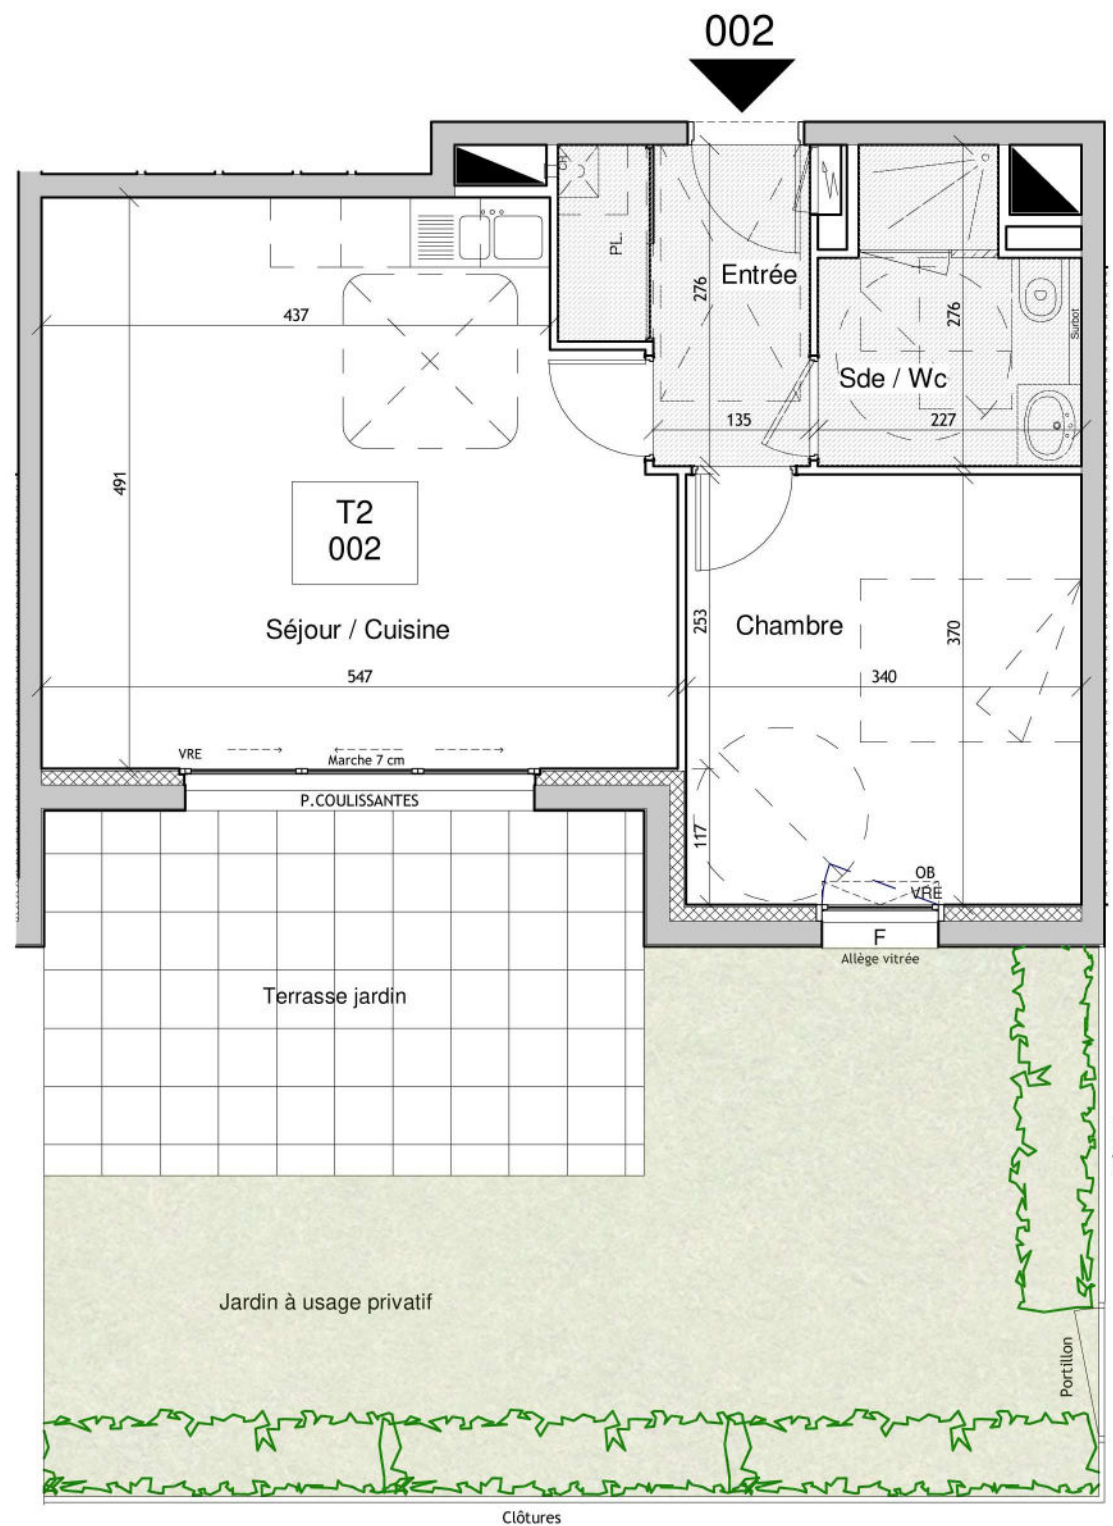 002
CH
PL.
Entrée
276
276
Surbot
437
Sde / Wc
135
227
491
T2
002
Séjour / Cuisine
253
Chambre
370
547
340
VRE
Marche 7 cm
P.COULISSANTES
117
OB
VRE
F
Allège vitrée
Terrasse jardin
Jardin à usage privatif
Portillon
Clôtures